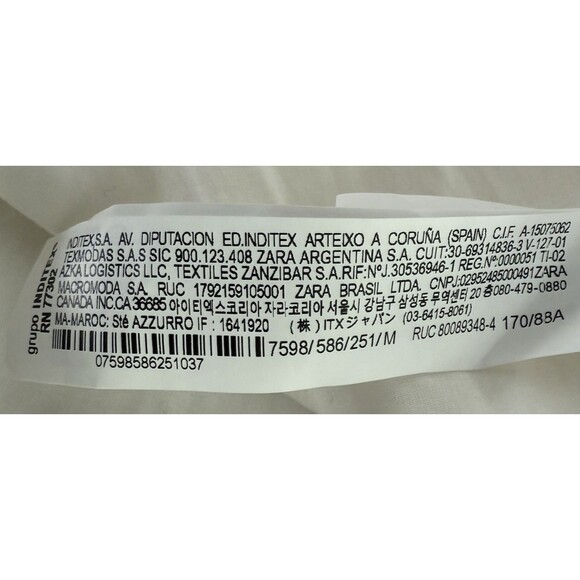 grupo INDITEX
RN 77302
INDITEX,S.A. AV. DIPUTACION ED.INDITEX ARTEIXO A CORUÑA (SPAIN) C.I.F. A-15075062
TEXMODAS S.A.S SIC 900.123.408 ZARA ARGENTINA S.A. CUIT:30-69314836-3 V-127-01
AZKA LOGISTICS LLC, TEXTILES ZANZIBAR S.A.RIF:NºJ.30536946-1 REG.Nº:0000051 TI-02
MACROMODA S.A. RUC 1792159105001 ZARA BRASIL LTDA. CNPJ:02952485000491ZARA
CANADA INC.CA 36685 아이티엑스코리아 자라·코리아 서울시 강남구 삼성동 무역센터 20 층080-479-0880
MA-MAROC: Sté AZZURRO IF : 1641920 (株)ITXジャパン (03-6415-8061)
RUC 80089348-4 170/88A
7598/586/251/M
07598586251037